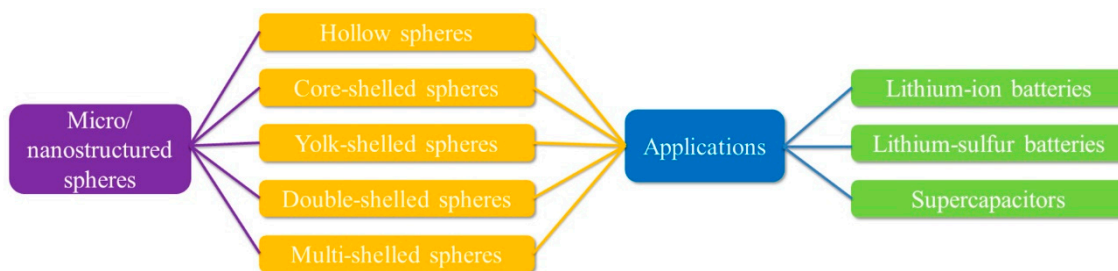 Micro/
nanostructured
spheres
Hollow spheres
Core-shelled spheres
Yolk-shelled spheres
Double-shelled spheres
Multi-shelled spheres
Applications
Lithium-ion batteries
Lithium-sulfur batteries
Supercapacitors